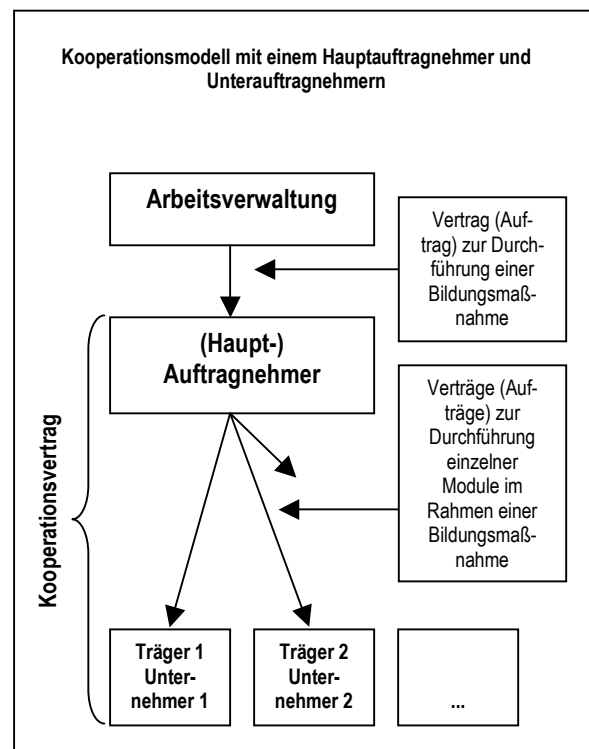 Kooperationsmodell mit einem Hauptauftragnehmer und
Unterauftragnehmern
Arbeitsverwaltung
Vertrag (Auf-
trag) zur Durch-
führung einer
Bildungsmaß-
nahme
(Haupt-)
Auftragnehmer
Verträge (Auf-
träge) zur
Durchführung
einzelner
Module im
Rahmen einer
Bildungsmaß-
nahme
Kooperationsvertrag
Träger 1
Unter-
nehmer 1
Träger 2
Unter-
nehmer 2
...